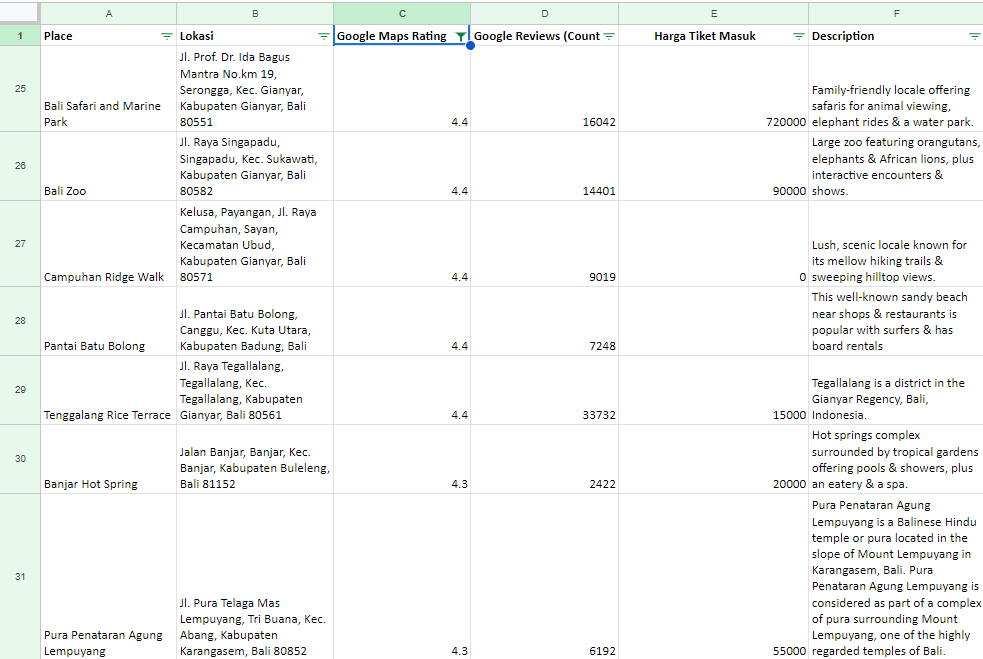 A B C D E F
1 Place Lokasi Google Maps Rating Google Reviews (Count Harga Tiket Masuk Description
25
Bali Safari and Marine
Park
Jl. Prof. Dr. Ida Bagus
Mantra No.km 19,
Serongga, Kec. Gianyar,
Kabupaten Gianyar, Bali
80551
4.4
16042
720000
Family-friendly locale offering
safaris for animal viewing,
elephant rides & a water park.
26
Bali Zoo
Jl. Raya Singapadu,
Singapadu, Kec. Sukawati,
Kabupaten Gianyar, Bali
80582
4.4
14401
90000
Large zoo featuring orangutans,
elephants & African lions, plus
interactive encounters &
shows.
27
Campuhan Ridge Walk
Kelusa, Payangan, Jl. Raya
Campuhan, Sayan,
Kecamatan Ubud,
Kabupaten Gianyar, Bali
80571
4.4
9019
0
Lush, scenic locale known for
its mellow hiking trails &
sweeping hilltop views.
28
Pantai Batu Bolong
Jl. Pantai Batu Bolong,
Canggu, Kec. Kuta Utara,
Kabupaten Badung, Bali
4.4
7248
This well-known sandy beach
near shops & restaurants is
popular with surfers & has
board rentals
29
Tenggalang Rice Terrace
Jl. Raya Tegallalang,
Tegallalang, Kec.
Tegallalang, Kabupaten
Gianyar, Bali 80561
4.4
33732
15000
Tegallalang is a district in the
Gianyar Regency, Bali,
Indonesia.
30
Banjar Hot Spring
Jalan Banjar, Banjar, Kec.
Banjar, Kabupaten Buleleng,
Bali 81152
4.3
2422
20000
Hot springs complex
surrounded by tropical gardens
offering pools & showers, plus
an eatery & a spa.
31
Pura Penataran Agung
Lempuyang
Jl. Pura Telaga Mas
Lempuyang, Tri Buana, Kec.
Abang, Kabupaten
Karangasem, Bali 80852
4.3
6192
55000
Pura Penataran Agung
Lempuyang is a Balinese Hindu
temple or pura located in the
slope of Mount Lempuyang in
Karangasem, Bali. Pura
Penataran Agung Lempuyang is
considered as part of a complex
of pura surrounding Mount
Lempuyang, one of the highly
regarded temples of Bali.